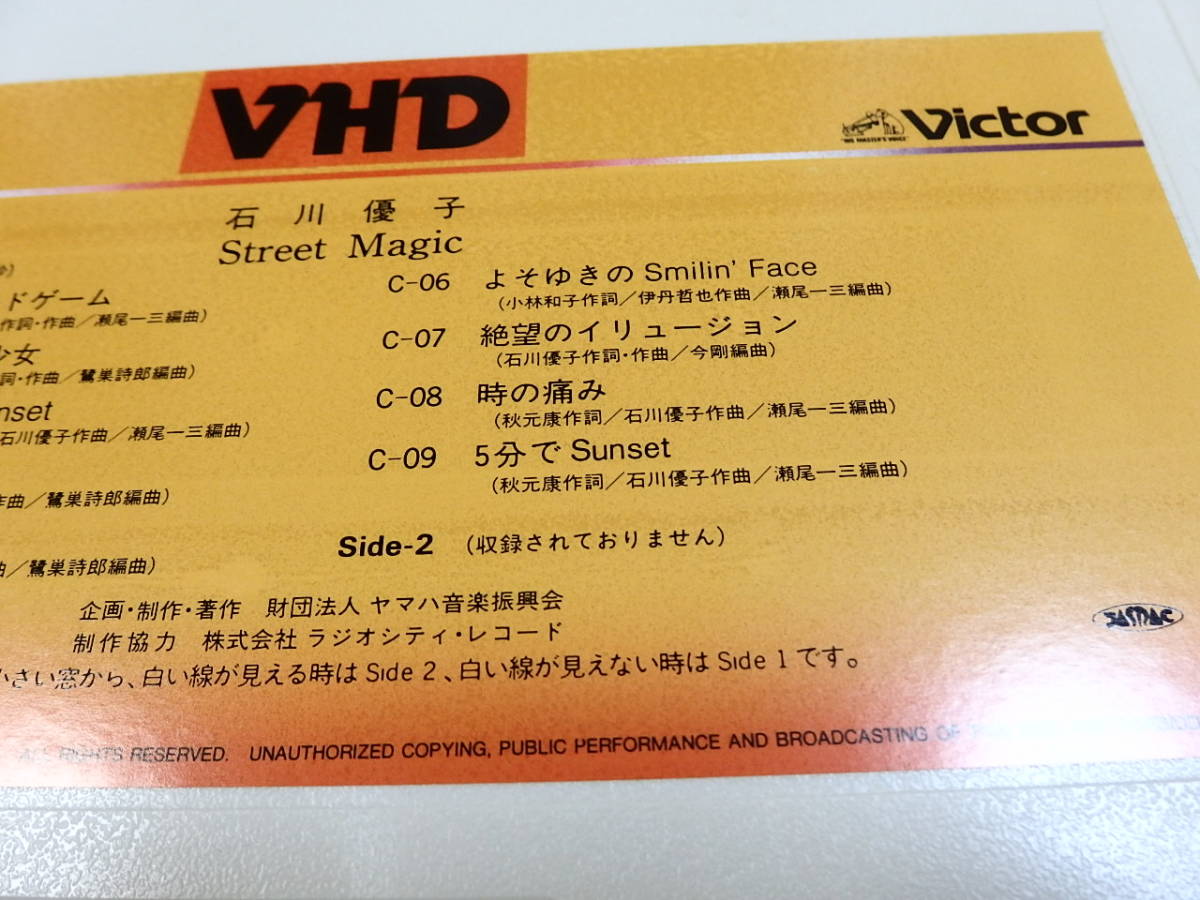 VHD
"HIS MASTER'S VOICE"
Victor
石川優子
Street Magic
ドゲーム
作詞・作曲／瀬尾一三編曲)
少女
詞・作曲／鷺巣詩郎編曲)
nset
石川優子作曲／瀬尾一三編曲)
作曲／鷺巣詩郎編曲)
曲／鷺巣詩郎編曲)
C-06 よそゆきの Smilin' Face
(小林和子作詞／伊丹哲也作曲／瀬尾一三編曲)
C-07 絶望のイリュージョン
(石川優子作詞・作曲／今剛編曲)
C-08 時の痛み
(秋元康作詞／石川優子作曲／瀬尾一三編曲)
C-09 5分で Sunset
(秋元康作詞／石川優子作曲／瀬尾一三編曲)
Side-2 (収録されておりません)
企画・制作・著作 財団法人 ヤマハ音楽振興会
制作協力 株式会社 ラジオシティ・レコード
JASRAC
小さい窓から、白い線が見える時は Side 2、白い線が見えない時は Side 1 です。
ALL RIGHTS RESERVED. UNAUTHORIZED COPYING, PUBLIC PERFORMANCE AND BROADCASTING OF